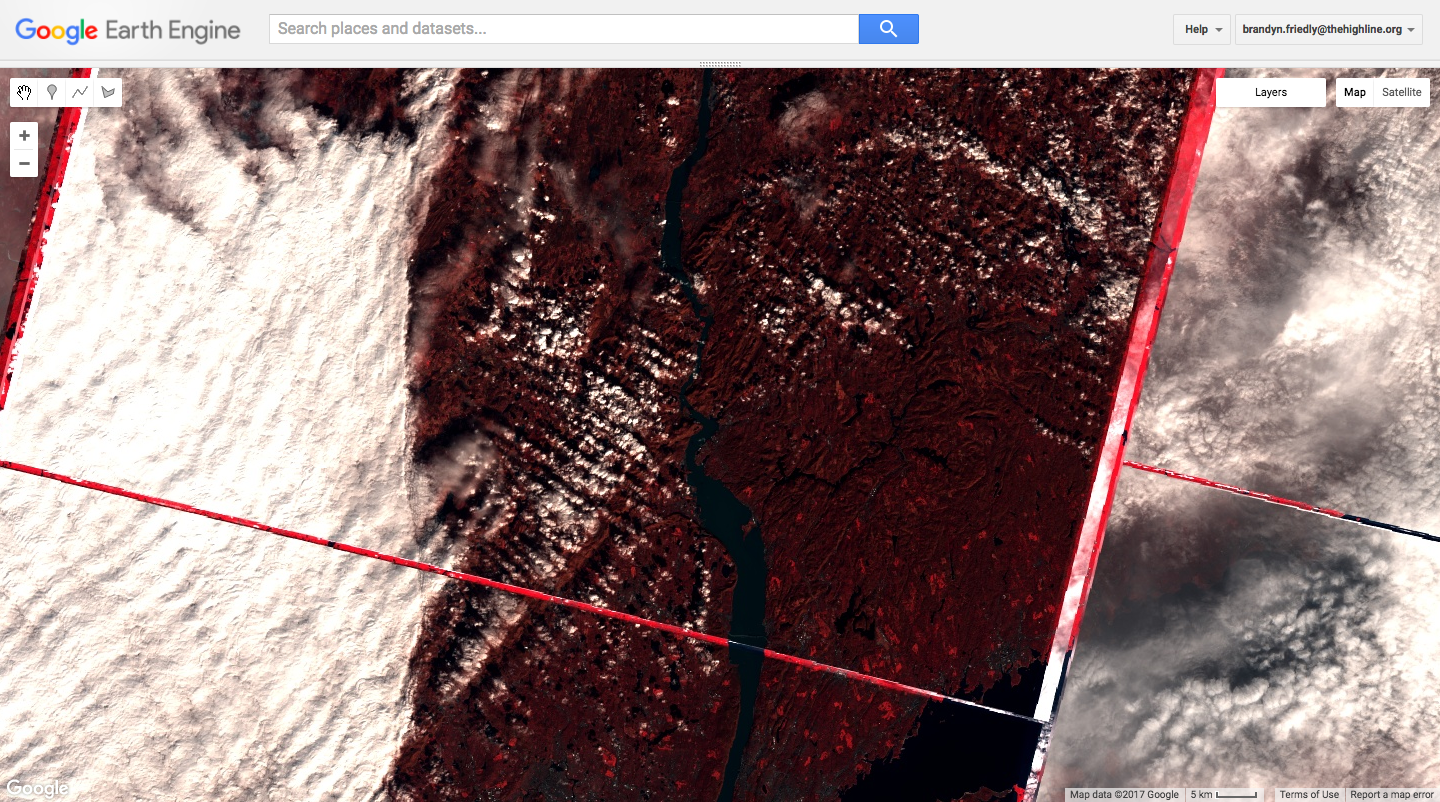 Google Earth Engine
Search places and datasets...
Help
brandyn.friedly@thehighline.org
Layers
Map
Satellite
+
−
Google
Map data ©2017 Google
5 km
Terms of Use
Report a map error